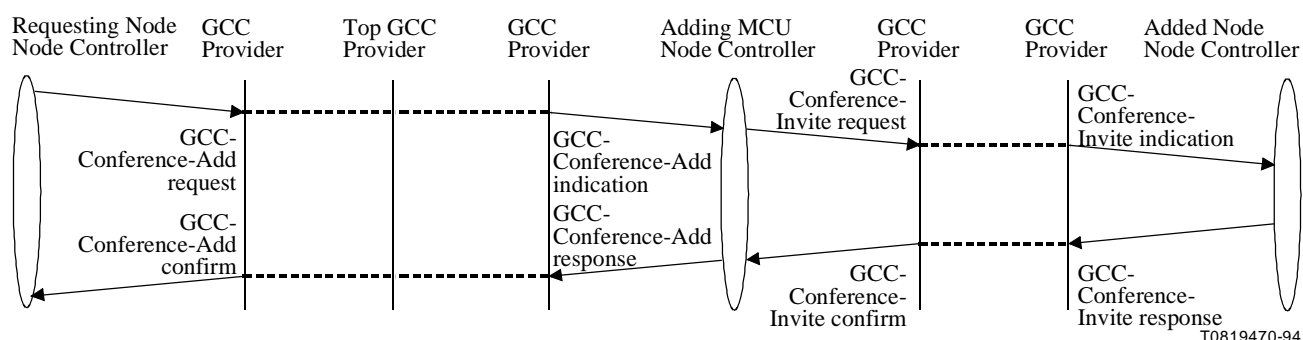 Requesting Node
Node Controller
GCC
Provider
Top GCC
Provider
GCC
Provider
Adding MCU
Node Controller
GCC
Provider
GCC
Provider
Added Node
Node Controller
GCC-
Conference-Add
request
GCC-
Conference-Add
confirm
GCC-
Conference-Add
indication
GCC-
Conference-Add
response
GCC-
Conference-
Invite request
GCC-
Conference-
Invite confirm
GCC-
Conference-
Invite indication
GCC-
Conference-
Invite response
T0819470-94